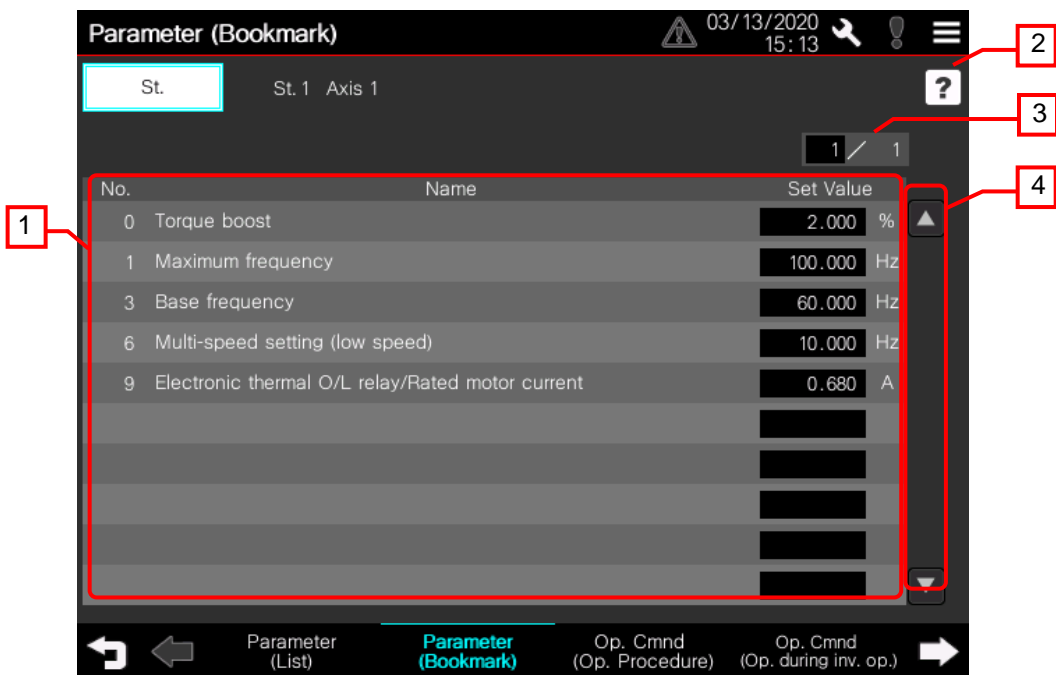 Parameter (Bookmark)
03/13/2020
15:13
2
St.
St. 1 Axis 1
?
3
1 / 1
No. Name Set Value
4
1
0 Torque boost 2.000 %
1 Maximum frequency 100.000 Hz
3 Base frequency 60.000 Hz
6 Multi-speed setting (low speed) 10.000 Hz
9 Electronic thermal O/L relay/Rated motor current 0.680 A
Parameter
(List)
Parameter
(Bookmark)
Op. Cmnd
(Op. Procedure)
Op. Cmnd
(Op. during inv. op.)